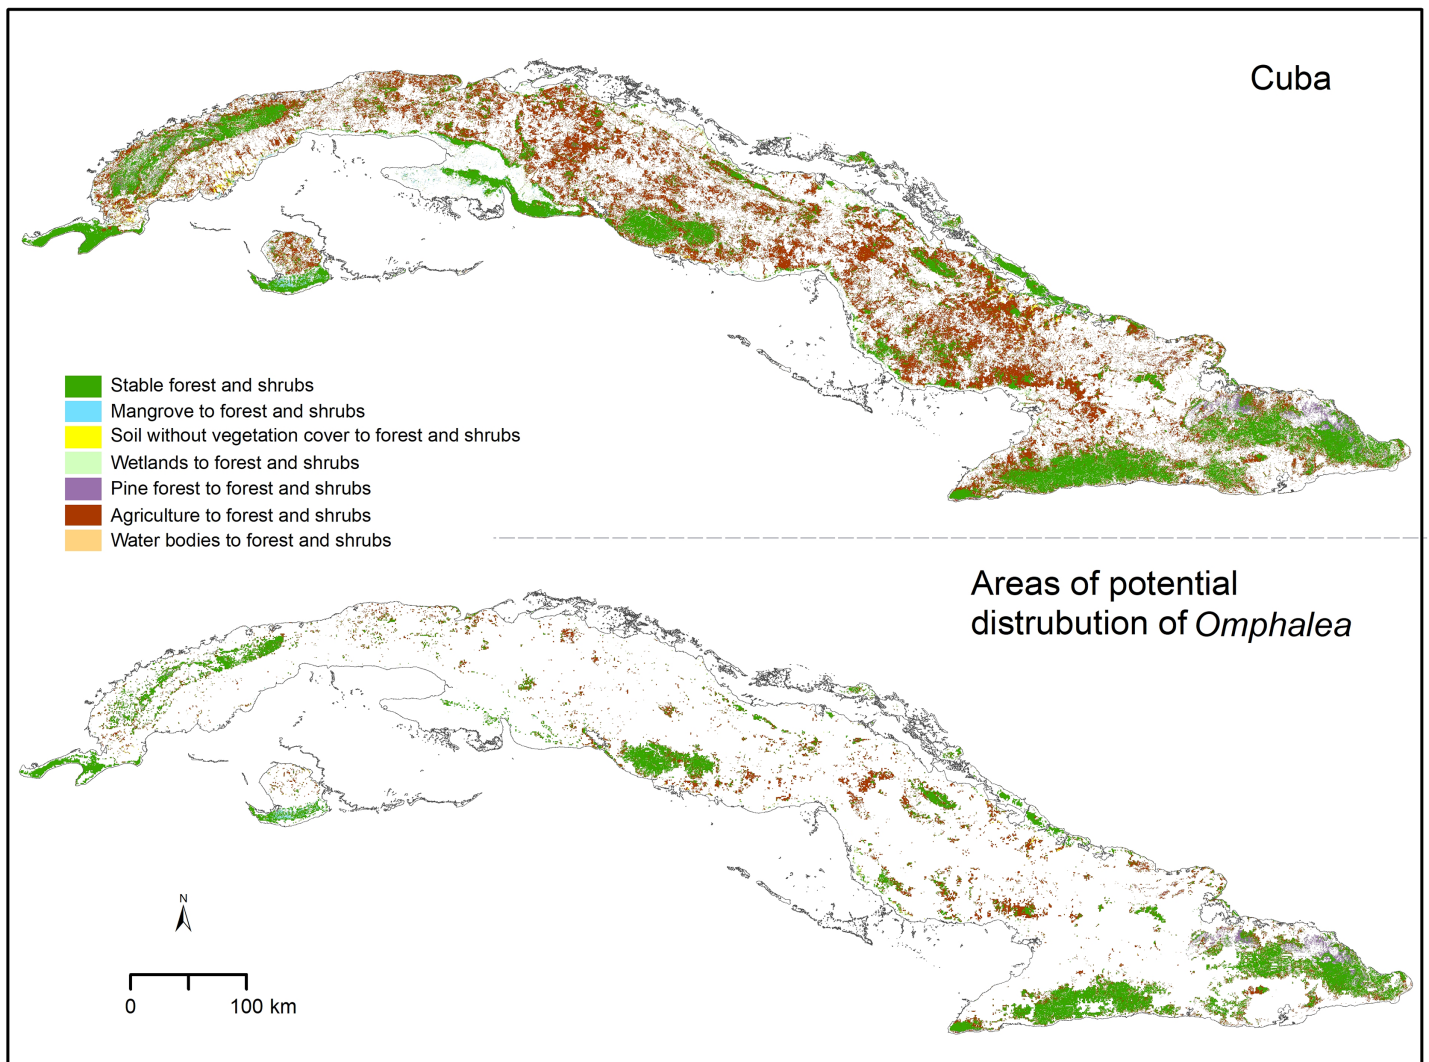 Cuba
Stable forest and shrubs
Mangrove to forest and shrubs
Soil without vegetation cover to forest and shrubs
Wetlands to forest and shrubs
Pine forest to forest and shrubs
Agriculture to forest and shrubs
Water bodies to forest and shrubs
Areas of potential
distrubution of Omphalea
N
0 100 km